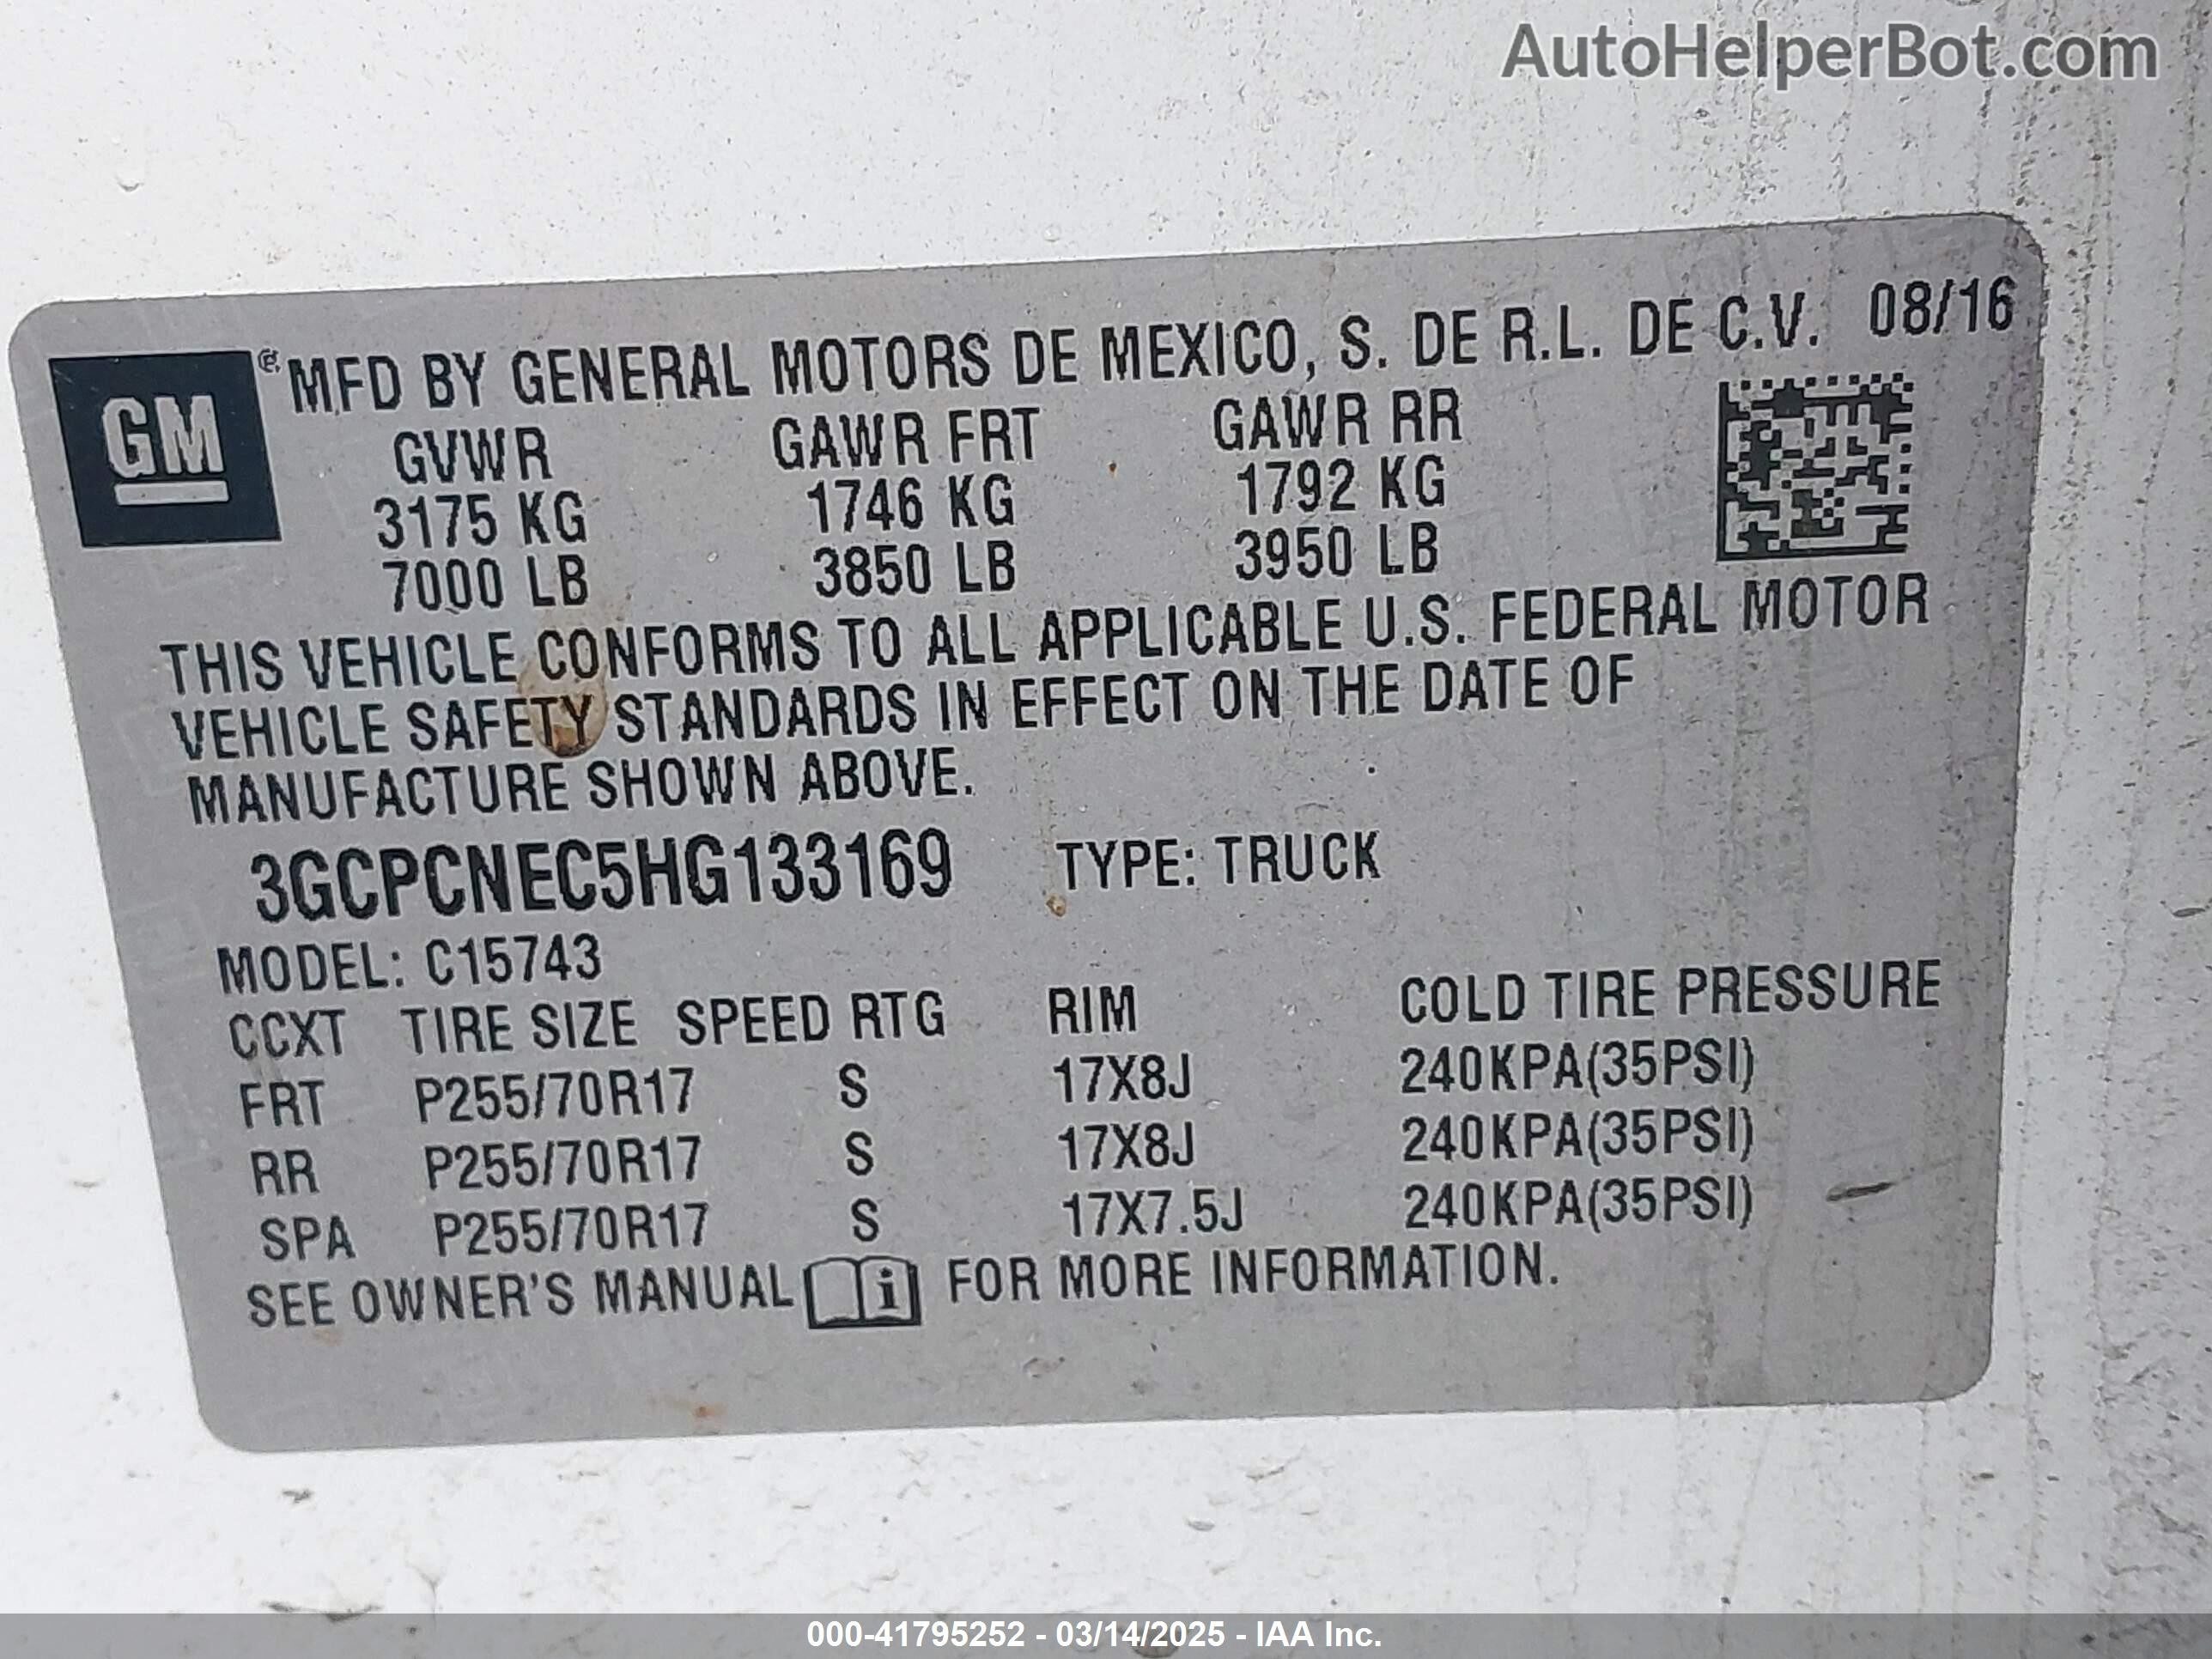 AutoHelperBot.com
GM ® MFD BY GENERAL MOTORS DE MEXICO, S. DE R.L. DE C.V. 08/16
GVWR GAWR FRT GAWR RR
3175 KG 1746 KG 1792 KG
7000 LB 3850 LB 3950 LB
THIS VEHICLE CONFORMS TO ALL APPLICABLE U.S. FEDERAL MOTOR
VEHICLE SAFETY STANDARDS IN EFFECT ON THE DATE OF
MANUFACTURE SHOWN ABOVE.
3GCPCNEC5HG133169 TYPE: TRUCK
MODEL: C15743
CCXT TIRE SIZE SPEED RTG RIM COLD TIRE PRESSURE
FRT P255/70R17 S 17X8J 240KPA(35PSI)
RR P255/70R17 S 17X8J 240KPA(35PSI)
SPA P255/70R17 S 17X7.5J 240KPA(35PSI)
SEE OWNER'S MANUAL i FOR MORE INFORMATION.
000-41795252 - 03/14/2025 - IAA Inc.